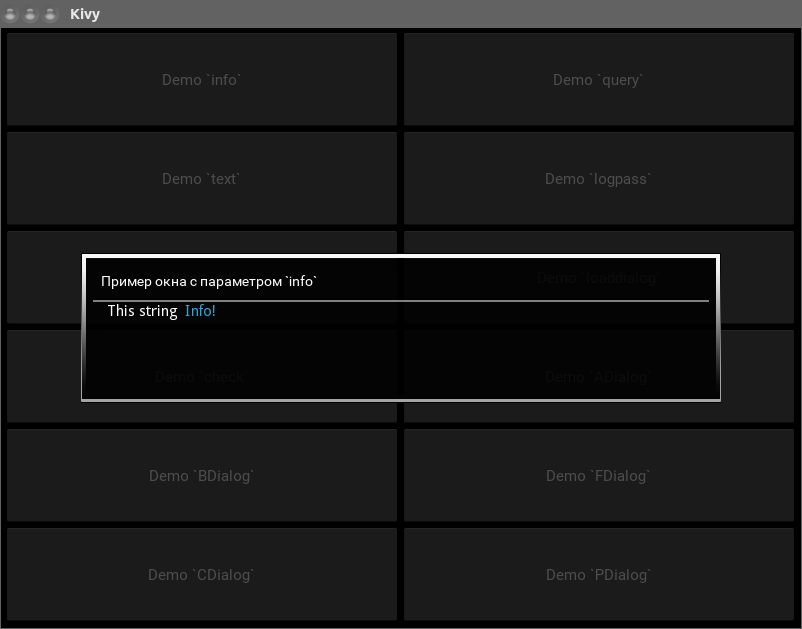 Kivy
Demo `info`
Demo `query`
Demo `text`
Demo `logpass`
Demo `loaddialog
Пример окна с параметром `info`
This string Info!
Demo `check`
Demo `ADialog`
Demo `BDialog`
Demo `FDialog`
Demo `CDialog`
Demo `PDialog`